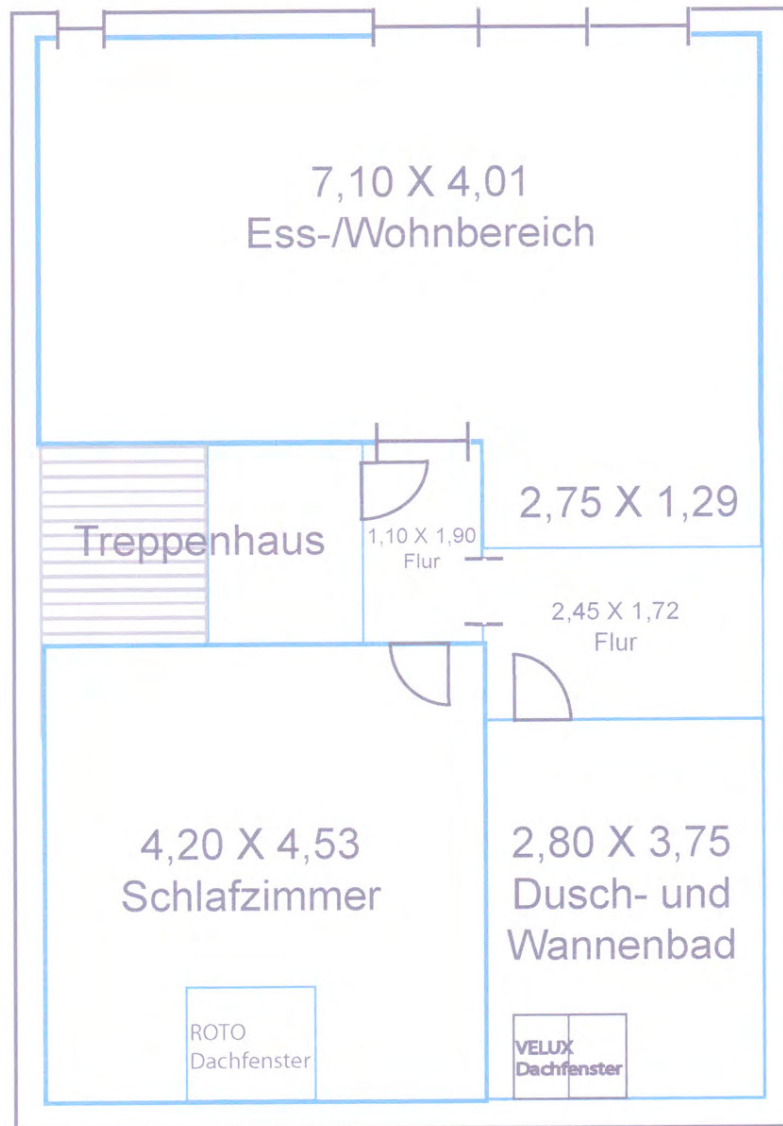 7,10 X 4,01
Ess-/Wohnbereich
2,75 X 1,29
Treppenhaus
1,10 X 1,90
Flur
2,45 X 1,72
Flur
4,20 X 4,53
Schlafzimmer
2,80 X 3,75
Dusch- und
Wannenbad
ROTO
Dachfenster
VELUX
Dachfenster